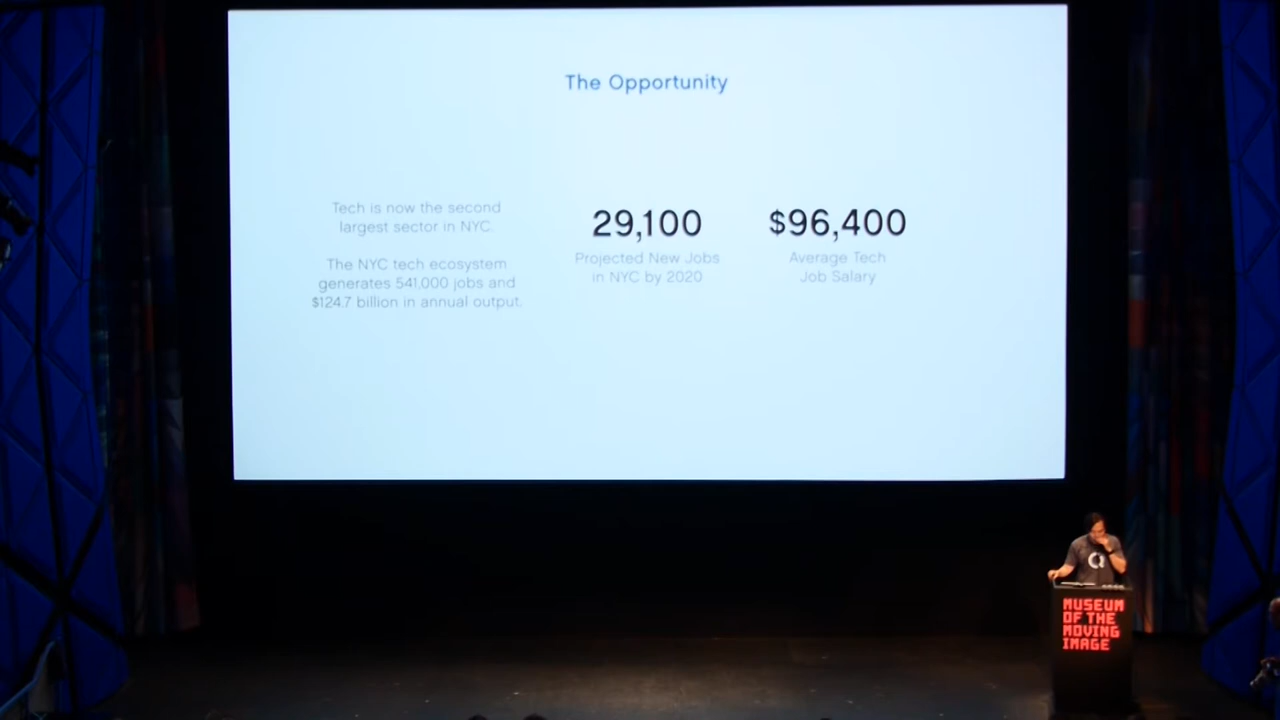 The Opportunity
Tech is now the second
largest sector in NYC.
The NYC tech ecosystem
generates 541,000 jobs and
$124.7 billion in annual output.
29,100
Projected New Jobs
in NYC by 2020
$96,400
Average Tech
Job Salary
MUSEUM
OF THE
MOVING
IMAGE